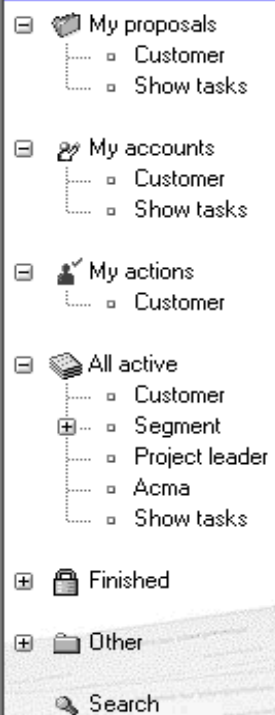 My proposals
Customer
Show tasks
My accounts
Customer
Show tasks
My actions
Customer
All active
Customer
Segment
Project leader
Acma
Show tasks
Finished
Other
Search